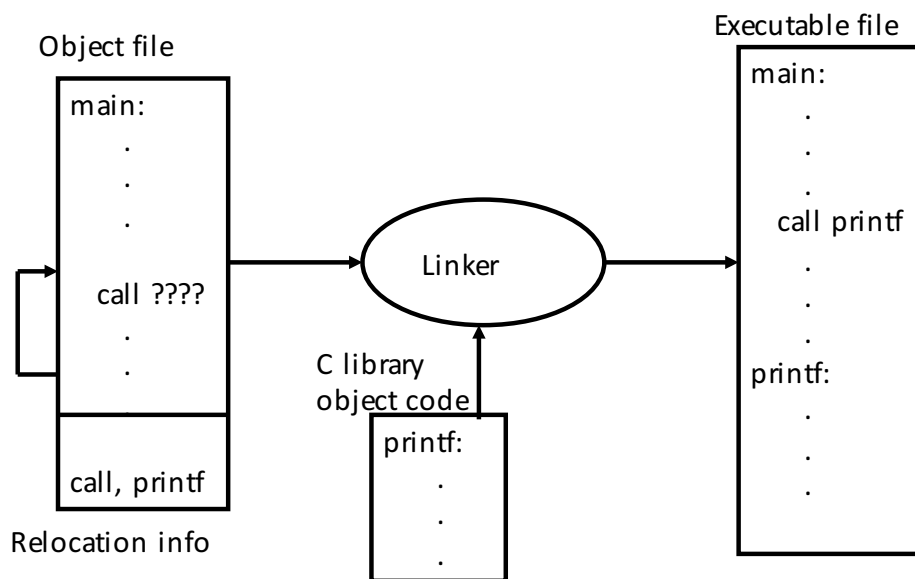 Object file
main:
.
.
.
call ????
.
.
.
call, printf
Relocation info
Linker
C library
object code
printf:
.
.
.
Executable file
main:
.
.
.
call printf
.
.
.
printf:
.
.
.
.